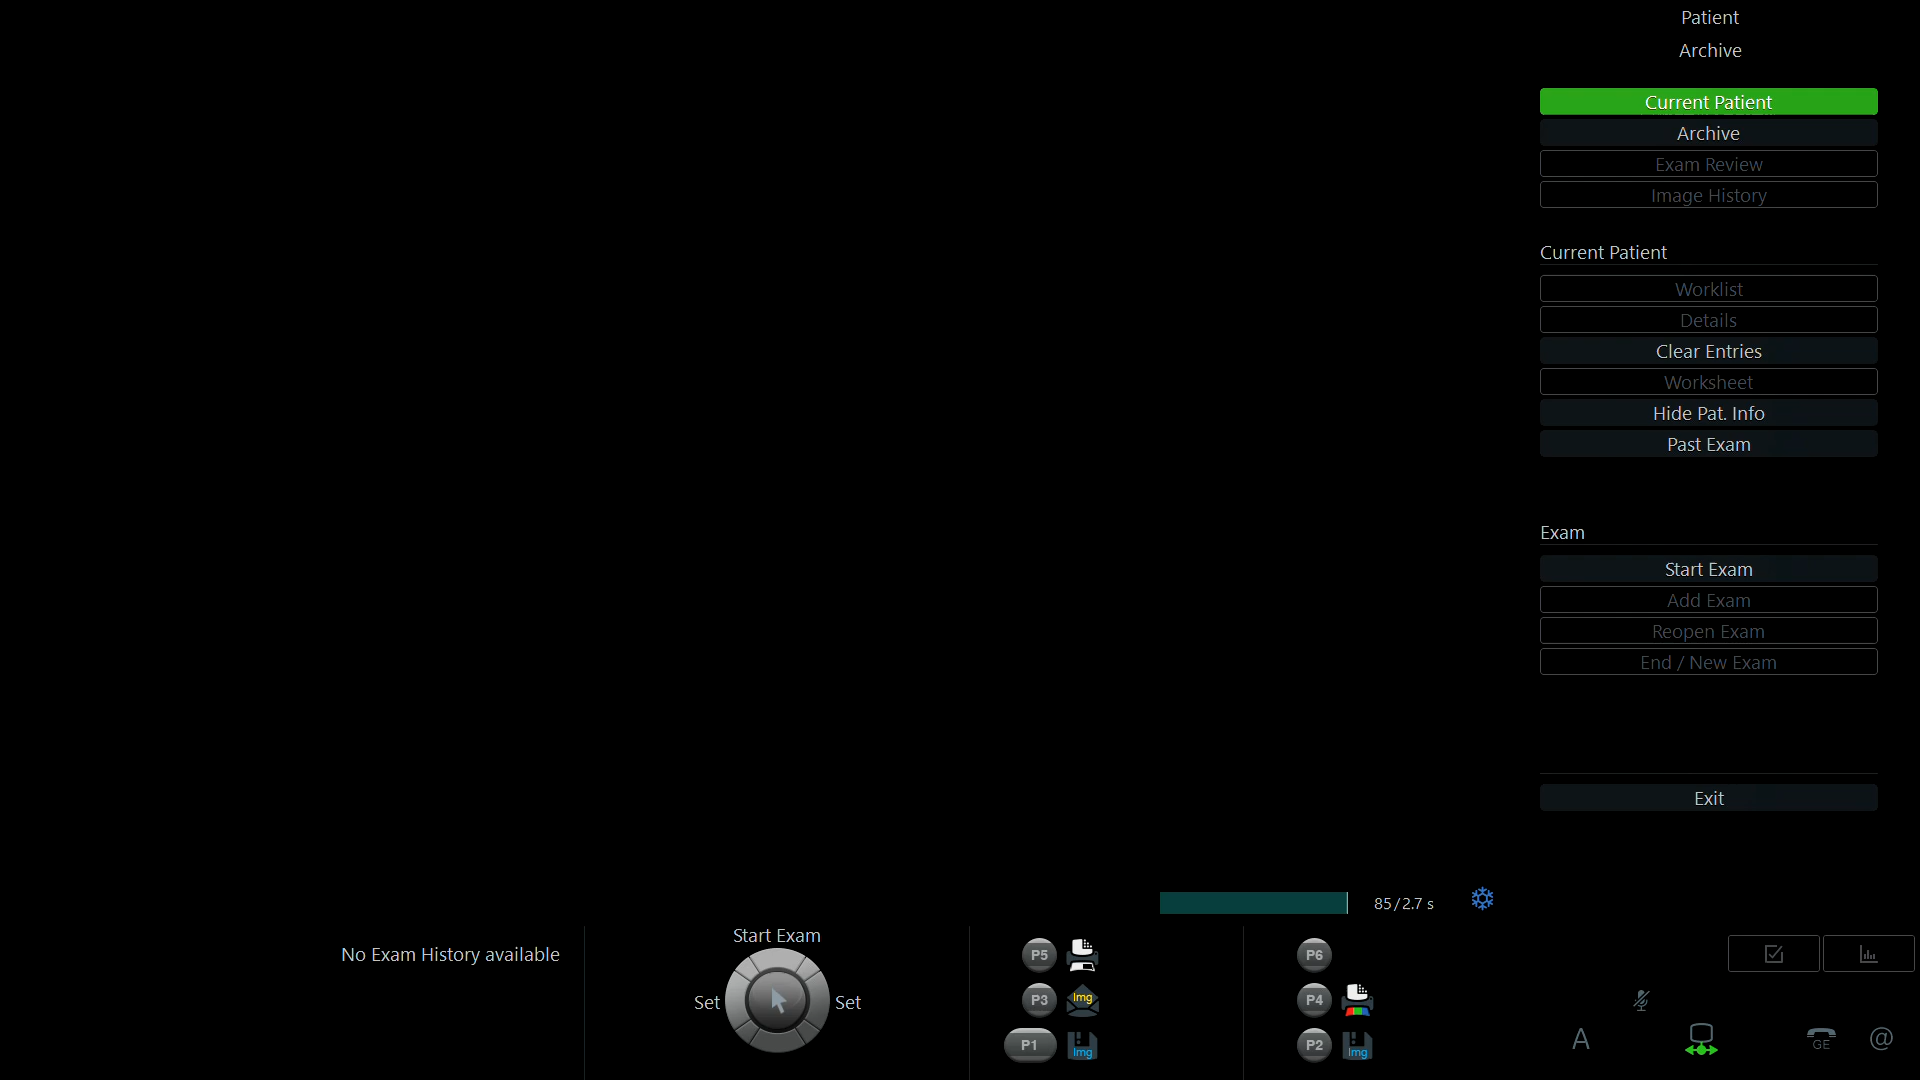 Patient
Archive
Current Patient
Archive
Exam Review
Image History
Current Patient
Worklist
Details
Clear Entries
Worksheet
Hide Pat. Info
Past Exam
Exam
Start Exam
Add Exam
Reopen Exam
End / New Exam
Exit
85/2.7 s
No Exam History available
Start Exam
Set
Set
P5
P3
Img
P1
Img
P6
P4
P2
Img
A
GE
@